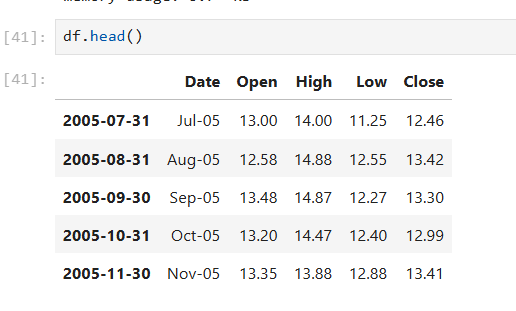 [41]: df.head()
[41]:
Date Open High Low Close
2005-07-31 Jul-05 13.00 14.00 11.25 12.46
2005-08-31 Aug-05 12.58 14.88 12.55 13.42
2005-09-30 Sep-05 13.48 14.87 12.27 13.30
2005-10-31 Oct-05 13.20 14.47 12.40 12.99
2005-11-30 Nov-05 13.35 13.88 12.88 13.41